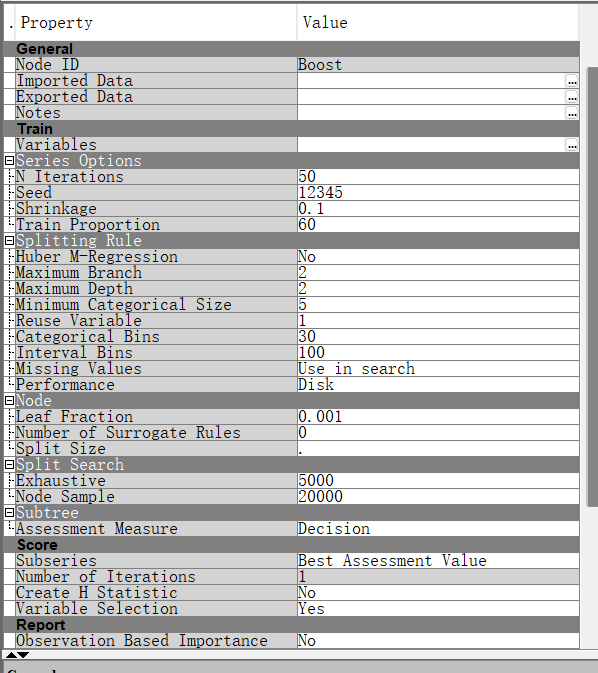 . Property Value
General
Node ID Boost
Imported Data ...
Exported Data ...
Notes ...
Train
Variables ...
Series Options
N Iterations 50
Seed 12345
Shrinkage 0.1
Train Proportion 60
Splitting Rule
Huber M-Regression No
Maximum Branch 2
Maximum Depth 2
Minimum Categorical Size 5
Reuse Variable 1
Categorical Bins 30
Interval Bins 100
Missing Values Use in search
Performance Disk
Node
Leaf Fraction 0.001
Number of Surrogate Rules 0
Split Size .
Split Search
Exhaustive 5000
Node Sample 20000
Subtree
Assessment Measure Decision
Score
Subseries Best Assessment Value
Number of Iterations 1
Create H Statistic No
Variable Selection Yes
Report
Observation Based Importance No